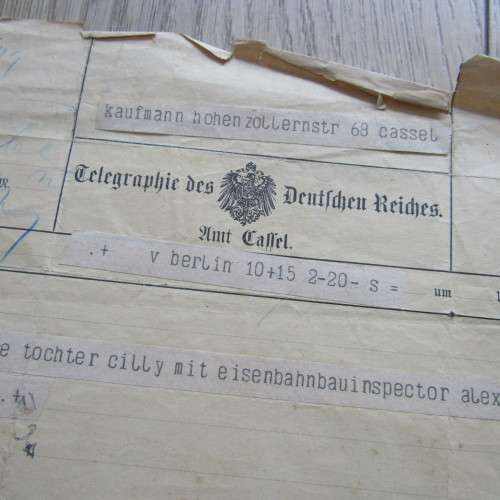 kaufmann hohenzollernstr 68 cassel
Telegraphie des Deutschen Reiches.
Amt Cassel.
.+ v berlin 10+15 2-20- s = um
e tochter cilly mit eisenbahnbauinspector alex
.+